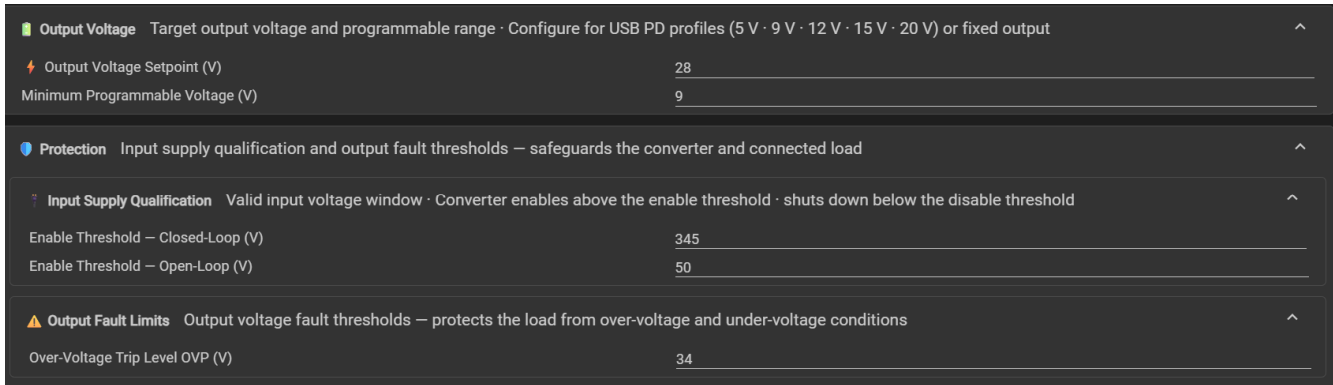 Output Voltage Target output voltage and programmable range · Configure for USB PD profiles (5 V · 9 V · 12 V · 15 V · 20 V) or fixed output
Output Voltage Setpoint (V) 28
Minimum Programmable Voltage (V) 9
Protection Input supply qualification and output fault thresholds — safeguards the converter and connected load
Input Supply Qualification Valid input voltage window · Converter enables above the enable threshold · shuts down below the disable threshold
Enable Threshold — Closed-Loop (V) 345
Enable Threshold — Open-Loop (V) 50
Output Fault Limits Output voltage fault thresholds — protects the load from over-voltage and under-voltage conditions
Over-Voltage Trip Level OVP (V) 34